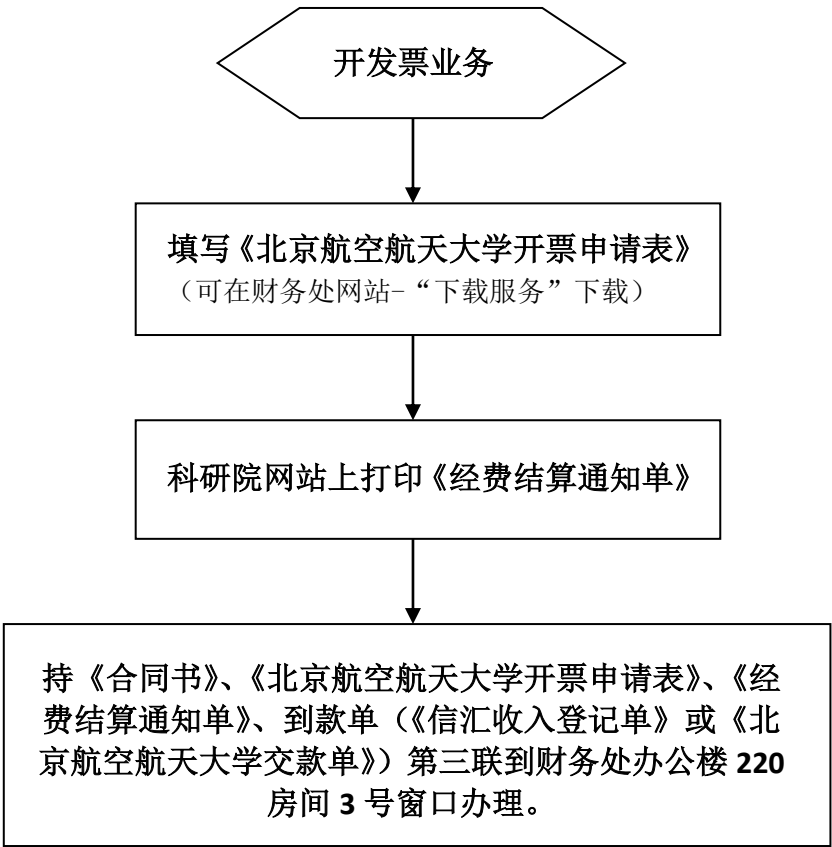 开发票业务
填写《北京航空航天大学开票申请表》
（可在财务处网站-“下载服务”下载）
科研院网站上打印《经费结算通知单》
持《合同书》、《北京航空航天大学开票申请表》、《经
费结算通知单》、到款单（《信汇收入登记单》或《北
京航空航天大学交款单》）第三联到财务处办公楼 220
房间 3 号窗口办理。